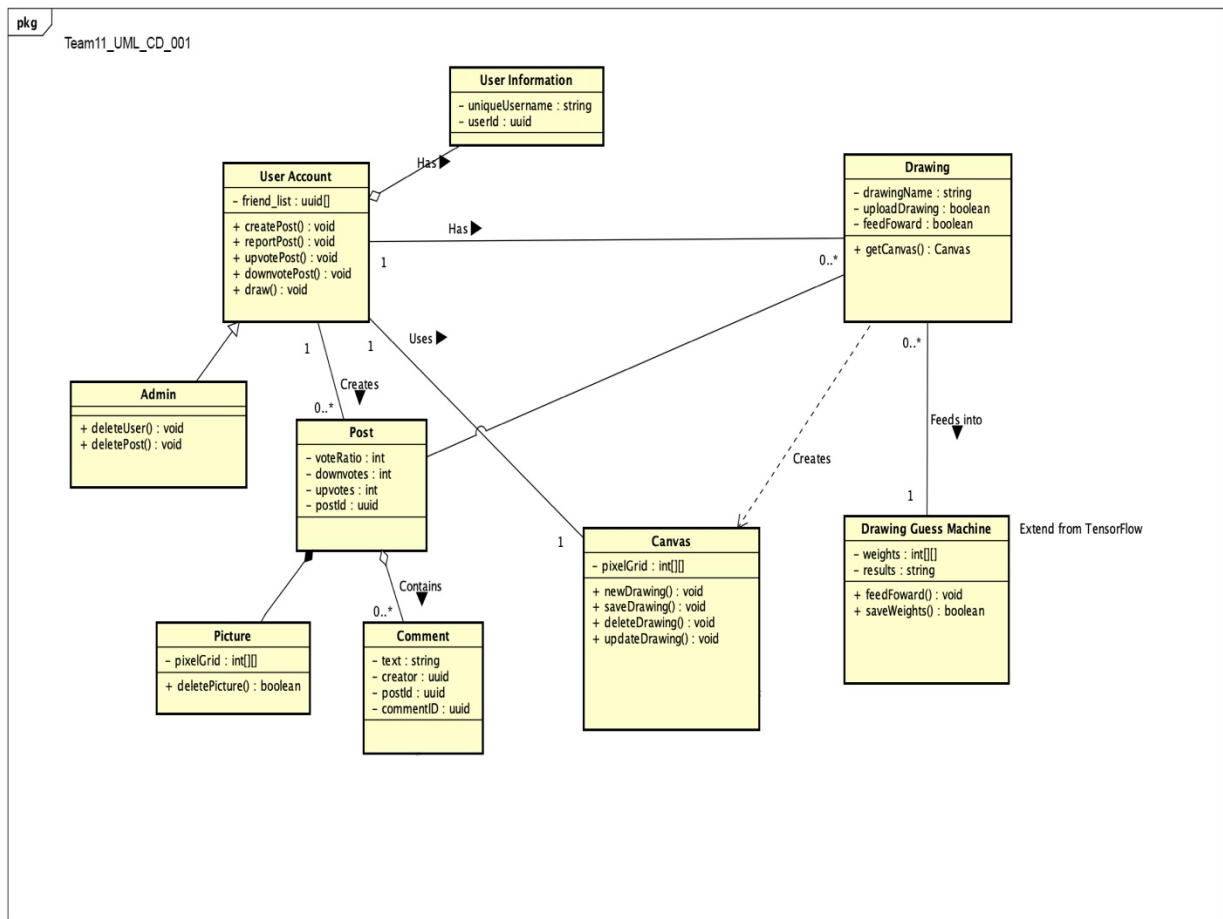 pkg
Team11_UML_CD_001
User Information
– uniqueUsername : string
– userId : uuid
Has
User Account
– friend_list : uuid[]
+ createPost() : void
+ reportPost() : void
+ upvotePost() : void
+ downvotePost() : void
+ draw() : void
Has
1
0..*
Drawing
– drawingName : string
– uploadDrawing : boolean
– feedFoward : boolean
+ getCanvas() : Canvas
1
1
Uses
0..*
Admin
+ deleteUser() : void
+ deletePost() : void
Creates
0..*
Post
– voteRatio : int
– downvotes : int
– upvotes : int
– postId : uuid
Feeds into
Creates
1
1
Canvas
– pixelGrid : int[][]
+ newDrawing() : void
+ saveDrawing() : void
+ deleteDrawing() : void
+ updateDrawing() : void
Drawing Guess Machine
– weights : int[][]
– results : string
+ feedFoward() : void
+ saveWeights() : boolean
Extend from TensorFlow
Contains
0..*
Picture
– pixelGrid : int[][]
+ deletePicture() : boolean
Comment
– text : string
– creator : uuid
– postId : uuid
– commentID : uuid